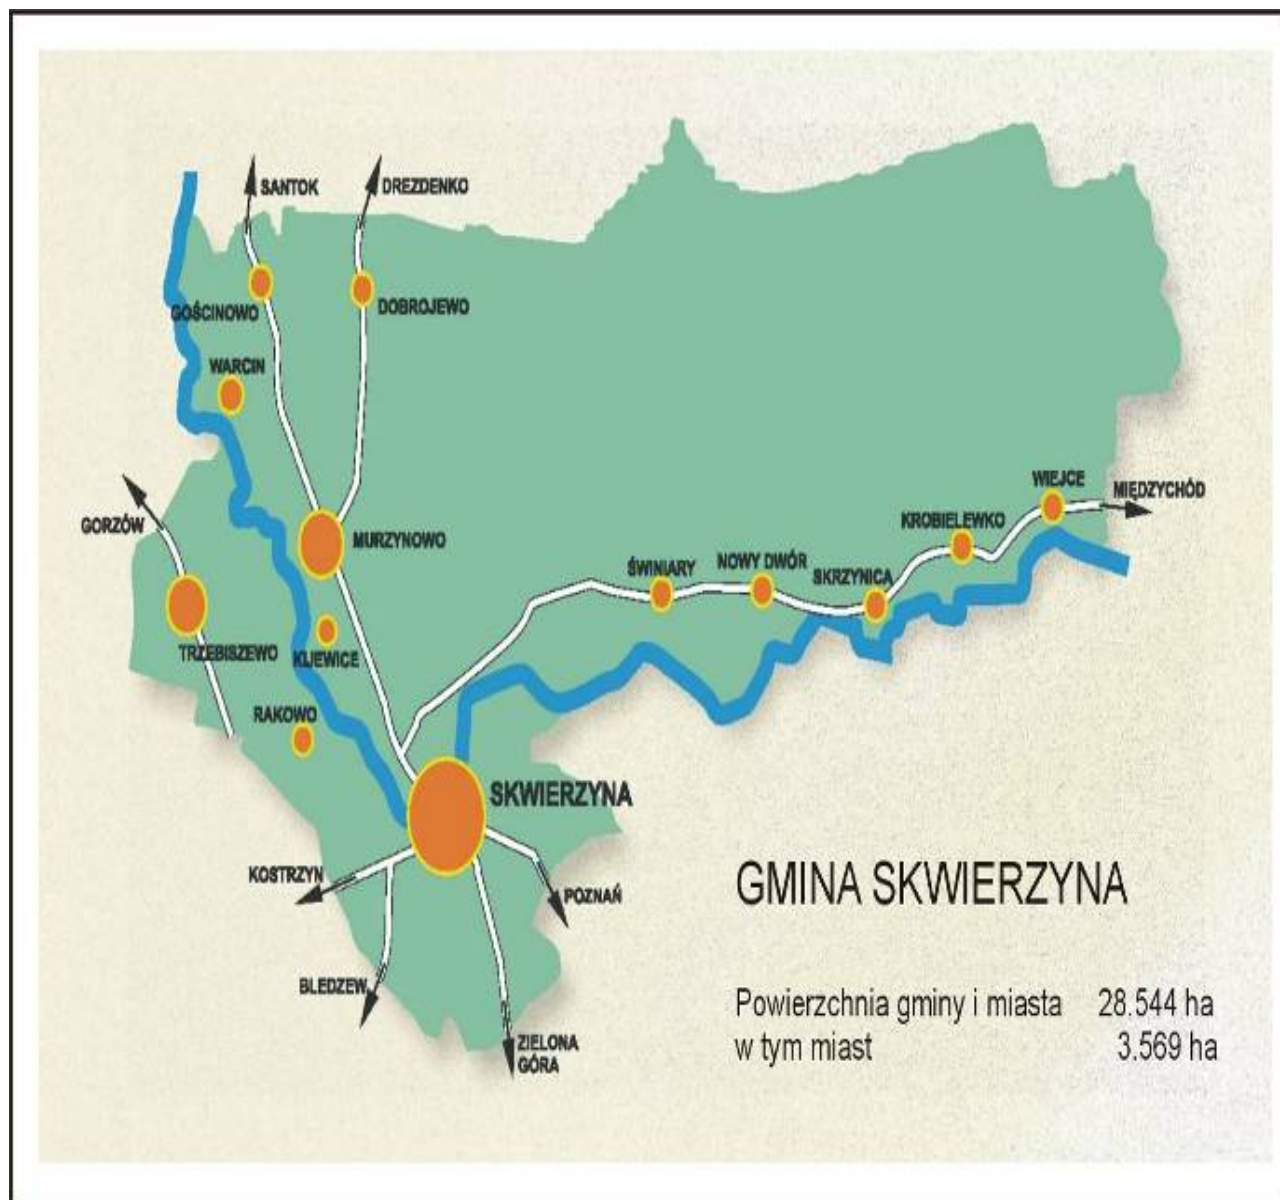 SANTOK
DREZDENKO
GOŚCINOWO
DOBROJEWO
WARCIN
WIEJCE
MIĘDZYCHÓD
GORZÓW
KROBIELEWKO
MURZYNOWO
ŚWINIARY
NOWY DWÓR
SKRZYNICA
TRZEBISZEWO
KIJEWICE
RAKOWO
SKWIERZYNA
KOSTRZYN
POZNAŃ
GMINA SKWIERZYNA
BLEDZEW
Powierzchnia gminy i miasta 28.544 ha
w tym miast 3.569 ha
ZIELONA
GÓRA